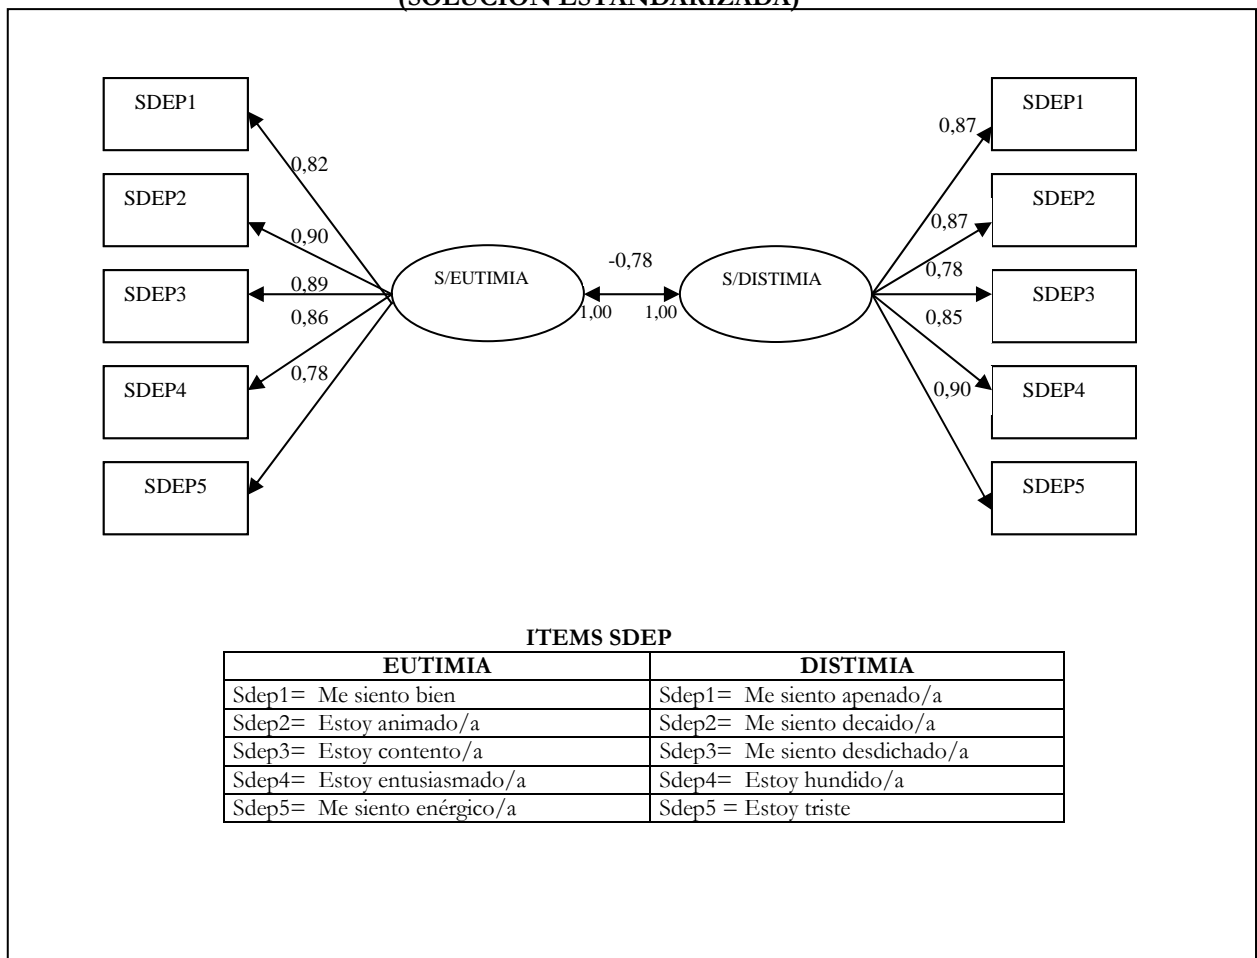 (SOLUCIÓN ESTANDARIZADA)
SDEP1
SDEP1
0,87
0,82
SDEP2
SDEP2
0,90
0,87
-0,78
0,78
S/EUTIMIA
S/DISTIMIA
SDEP3
0,89
SDEP3
1,00
1,00
0,86
0,85
0,78
SDEP4
0,90
SDEP4
SDEP5
SDEP5
ITEMS SDEP
EUTIMIA DISTIMIA
Sdep1= Me siento bien Sdep1= Me siento apenado/a
Sdep2= Estoy animado/a Sdep2= Me siento decaido/a
Sdep3= Estoy contento/a Sdep3= Me siento desdichado/a
Sdep4= Estoy entusiasmado/a Sdep4= Estoy hundido/a
Sdep5= Me siento enérgico/a Sdep5 = Estoy triste